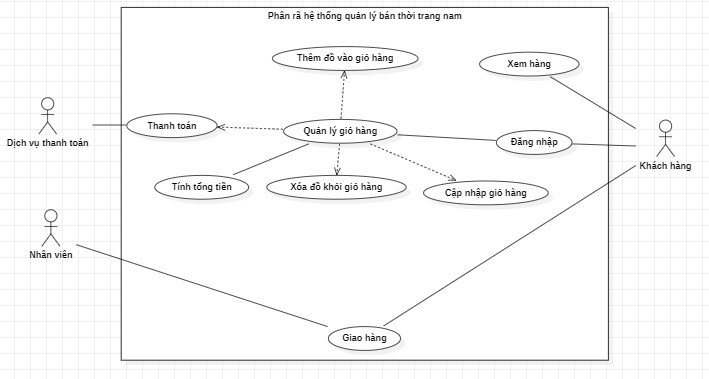 Phân rã hệ thống quản lý bán thời trang nam
Thêm đồ vào giỏ hàng
Xem hàng
Thanh toán
Quản lý giỏ hàng
Đăng nhập
Dịch vụ thanh toán
Khách hàng
Tính tổng tiền
Xóa đồ khỏi giỏ hàng
Cập nhập giỏ hàng
Nhân viên
Giao hàng